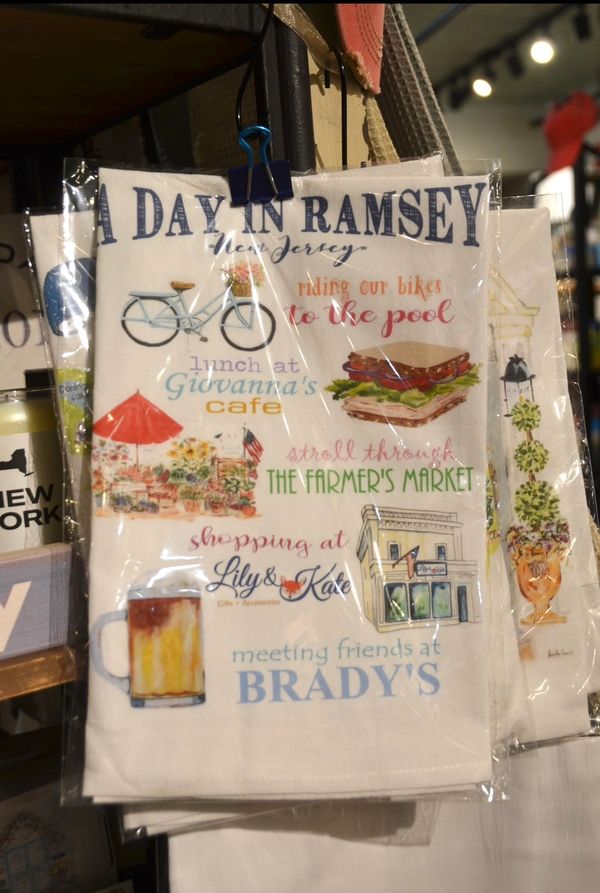 A DAY IN RAMSEY
New Jersey
riding our bikes
to the pool
lunch at
Giovanna's
cafe
stroll through
THE FARMER'S MARKET
shopping at
Lily & Kate
Gifts • Accessories
meeting friends at
BRADY'S
NEW
YORK
Y